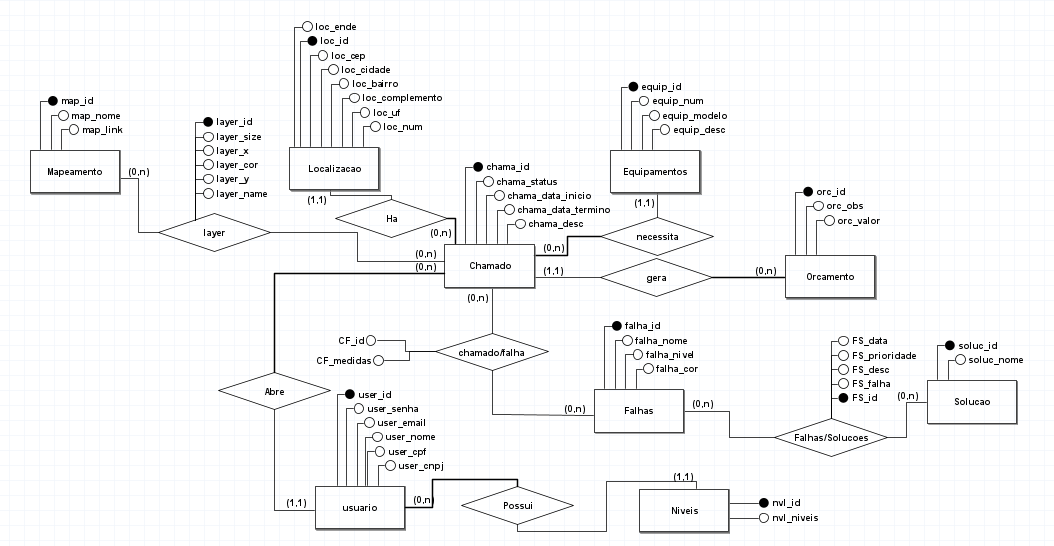 loc_ende
loc_id
loc_cep
loc_cidade
loc_bairro
loc_complemento
loc_uf
loc_num
Localizacao
(1,1)
map_id
map_nome
map_link
Mapeamento
(0,n)
layer_id
layer_size
layer_x
layer_cor
layer_y
layer_name
layer
(0,n)
Ha
(0,n)
chama_id
chama_status
chama_data_inicio
chama_data_termino
chama_desc
Chamado
equip_id
equip_num
equip_modelo
equip_desc
Equipamentos
(1,1)
necessita
(0,n)
orc_id
orc_obs
orc_valor
Orcamento
(1,1)
gera
(0,n)
(0,n)
(0,n)
CF_id
CF_medidas
chamado/falha
(0,n)
falha_id
falha_nome
falha_nivel
falha_cor
Falhas
(0,n)
FS_data
FS_prioridade
FS_desc
FS_falha
FS_id
Falhas/Solucoes
(0,n)
soluc_id
soluc_nome
Solucao
Abre
(1,1)
user_id
user_senha
user_email
user_nome
user_cpf
user_cnpj
usuario
(0,n)
Possui
(1,1)
Niveis
nvl_id
nvl_niveis